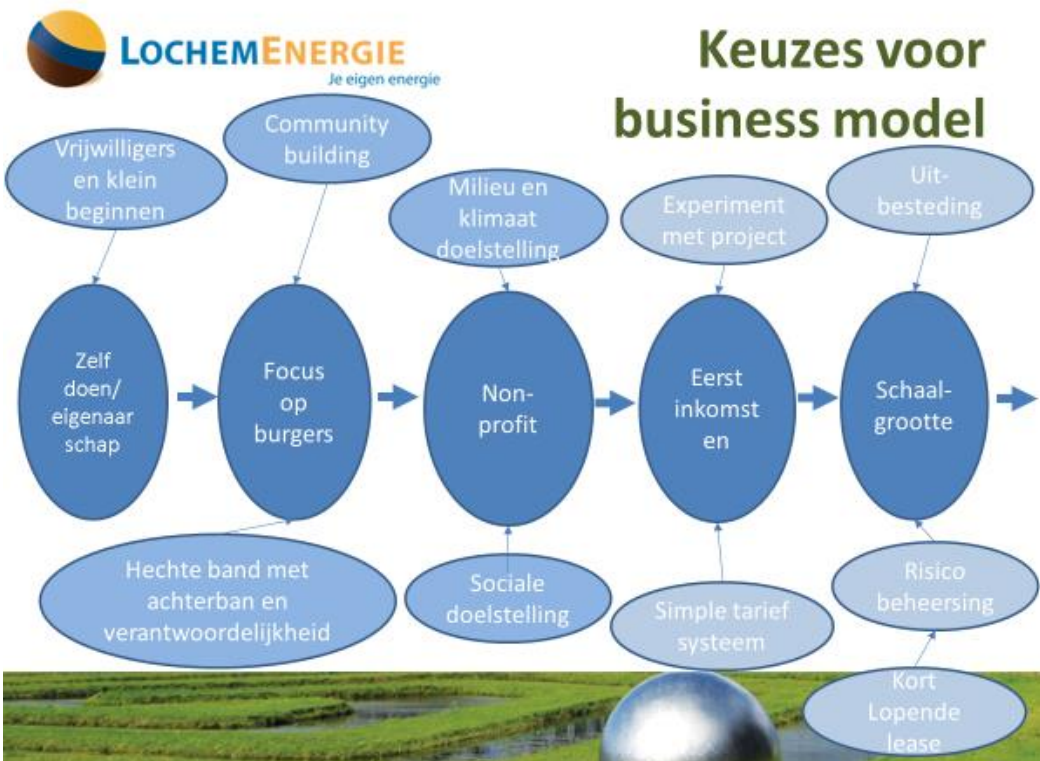 LOCHEMENERGIE
Je eigen energie
Keuzes voor
business model
Vrijwilligers
en klein
beginnen
Community
building
Milieu en
klimaat
doelstelling
Experiment
met project
Uit-
besteding
Zelf
doen/
eigenaar
schap
Focus
op
burgers
Non-
profit
Eerst
inkomst
en
Schaal-
grootte
Hechte band met
achterban en
verantwoordelijkheid
Sociale
doelstelling
Simple tarief
systeem
Risico
beheersing
Kort
Lopende
lease